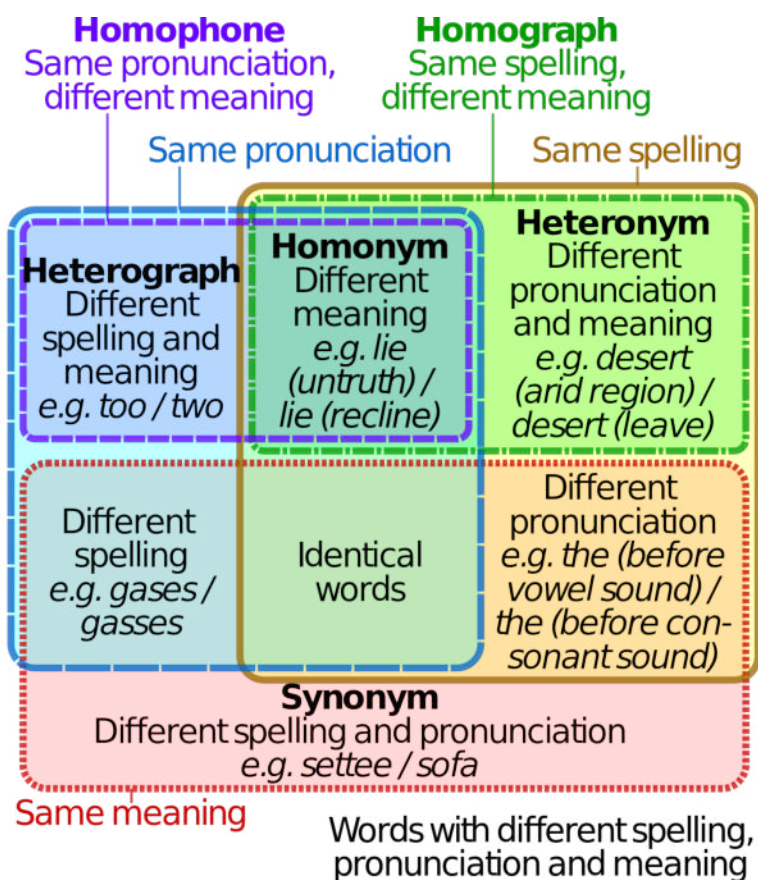 Homophone
Same pronunciation,
different meaning
Homograph
Same spelling,
different meaning
Same pronunciation
Same spelling
Heterograph
Different
spelling and
meaning
e.g. too / two
Homonym
Different
meaning
e.g. lie
(untruth) /
lie (recline)
Heteronym
Different
pronunciation
and meaning
e.g. desert
(arid region) /
desert (leave)
Different
spelling
e.g. gases /
gasses
Identical
words
Different
pronunciation
e.g. the (before
vowel sound) /
the (before con-
sonant sound)
Synonym
Different spelling and pronunciation
e.g. settee / sofa
Same meaning
Words with different spelling,
pronunciation and meaning